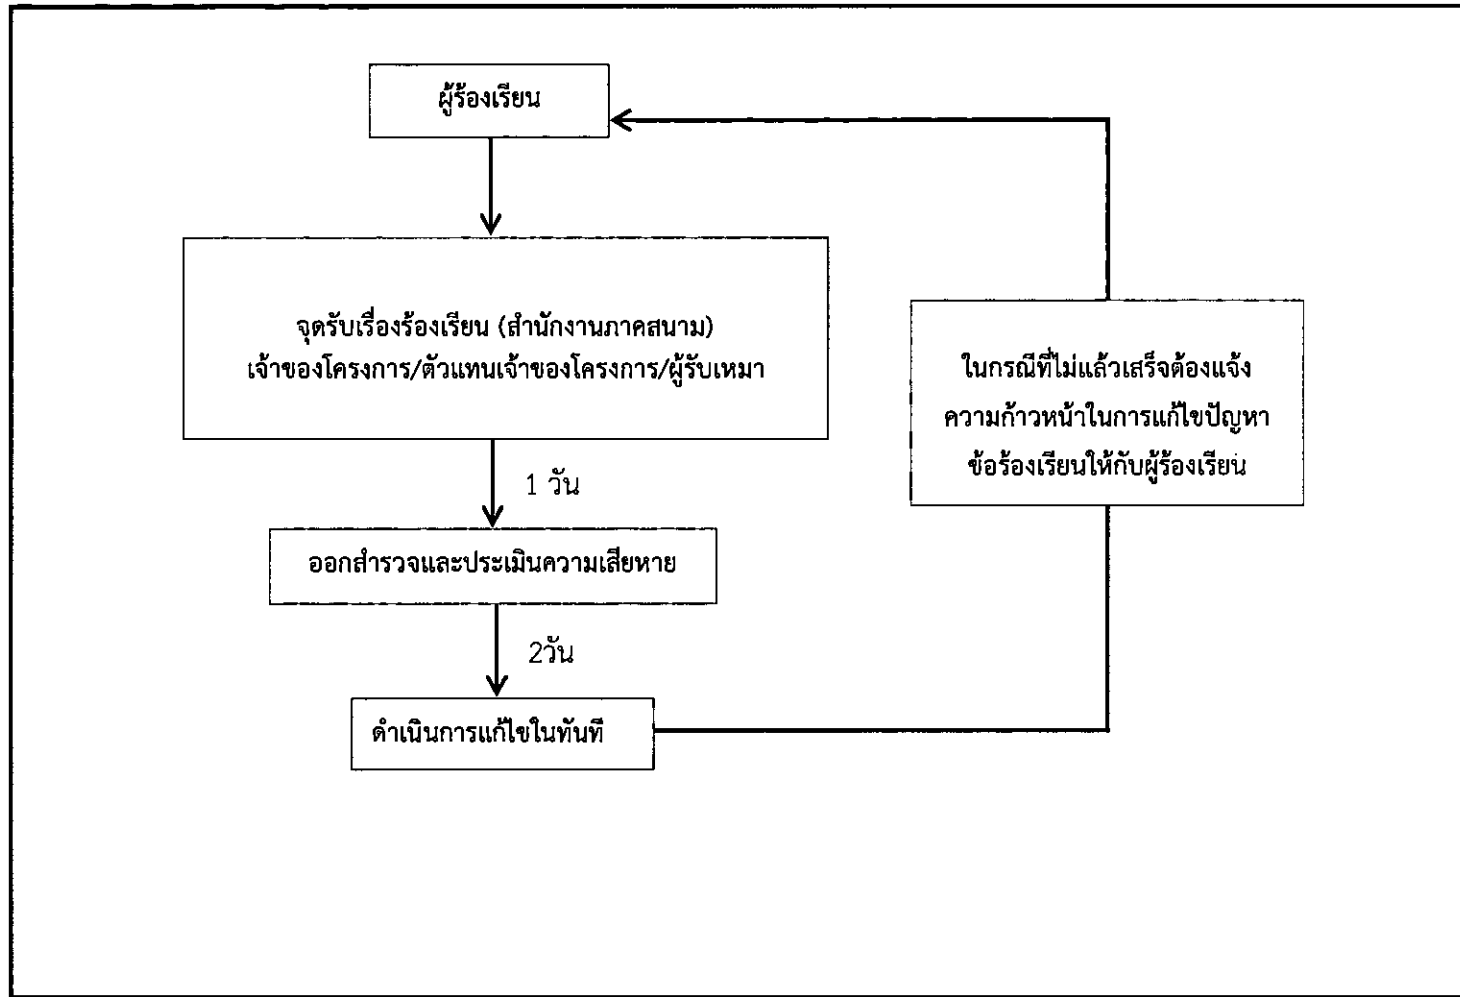 ผู้ร้องเรียน
จุดรับเรื่องร้องเรียน (สำนักงานภาคสนาม)
เจ้าของโครงการ/ตัวแทนเจ้าของโครงการ/ผู้รับเหมา
1 วัน
ออกสำรวจและประเมินความเสียหาย
2วัน
ดำเนินการแก้ไขในทันที
ในกรณีที่ไม่แล้วเสร็จต้องแจ้ง
ความก้าวหน้าในการแก้ไขปัญหา
ข้อร้องเรียนให้กับผู้ร้องเรียน